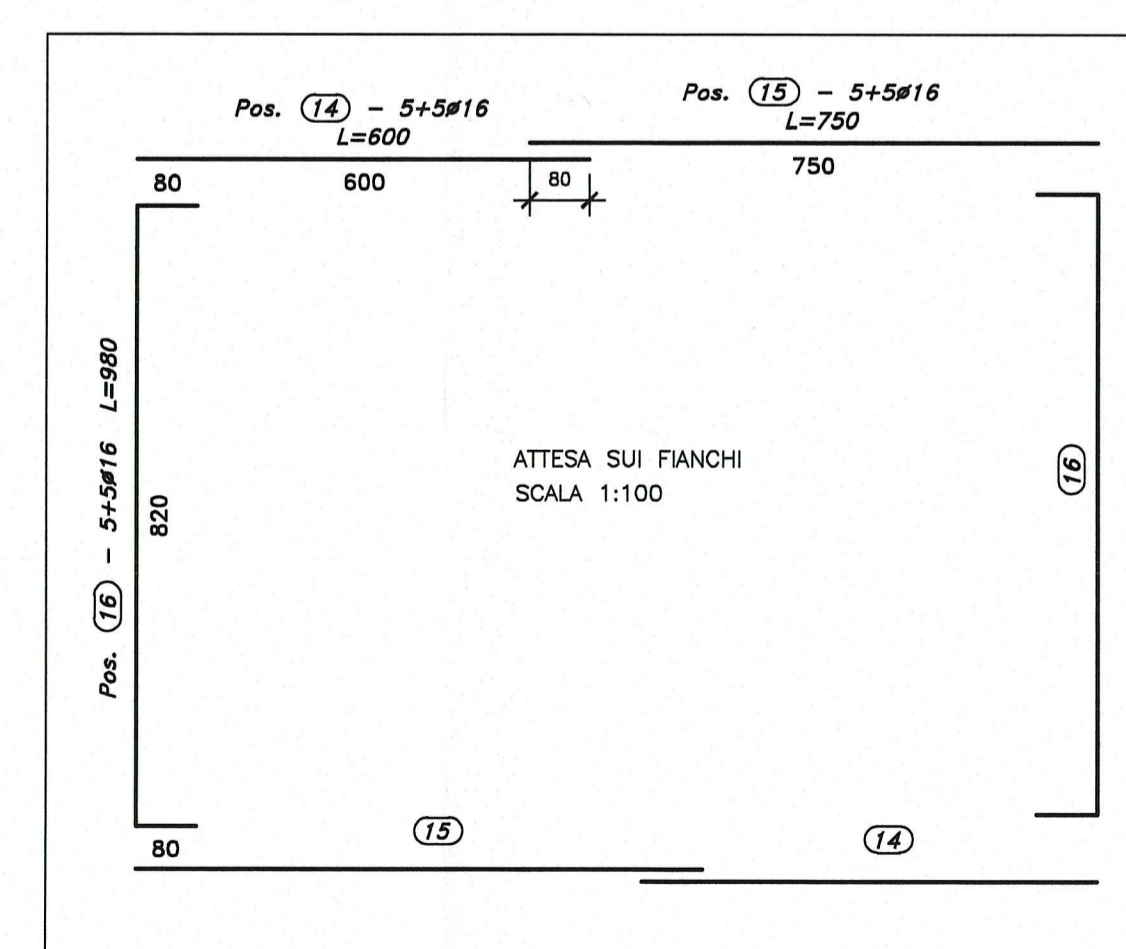 Pos. 14 - 5+5ø16
L=600
Pos. 15 - 5+5ø16
L=750
80
600
80
750
Pos. 16 - 5+5ø16 L=980
820
ATTESA SUI FIANCHI
SCALA 1:100
16
80
15
14